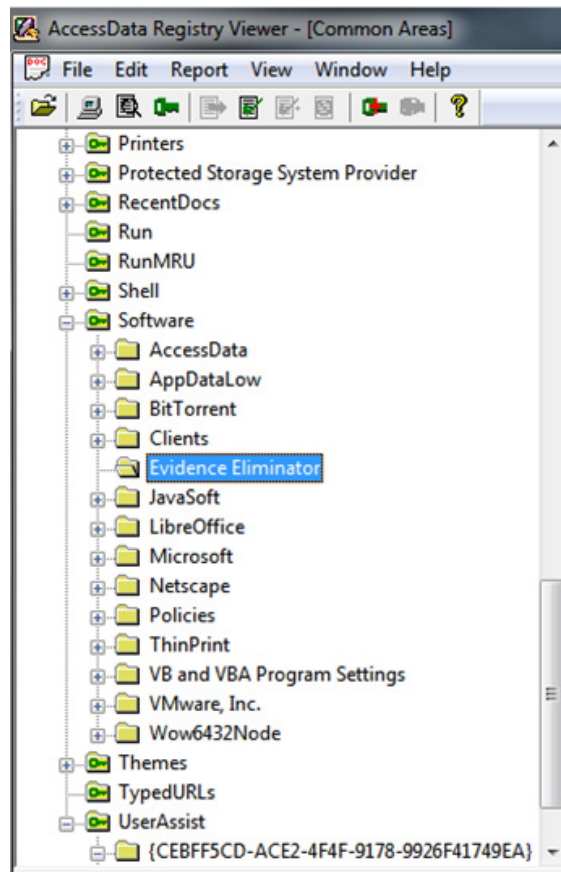 AccessData Registry Viewer - [Common Areas]
File Edit Report View Window Help
Printers
Protected Storage System Provider
RecentDocs
Run
RunMRU
Shell
Software
AccessData
AppDataLow
BitTorrent
Clients
Evidence Eliminator
JavaSoft
LibreOffice
Microsoft
Netscape
Policies
ThinPrint
VB and VBA Program Settings
VMware, Inc.
Wow6432Node
Themes
TypedURLs
UserAssist
{CEBFF5CD-ACE2-4F4F-9178-9926F41749EA}